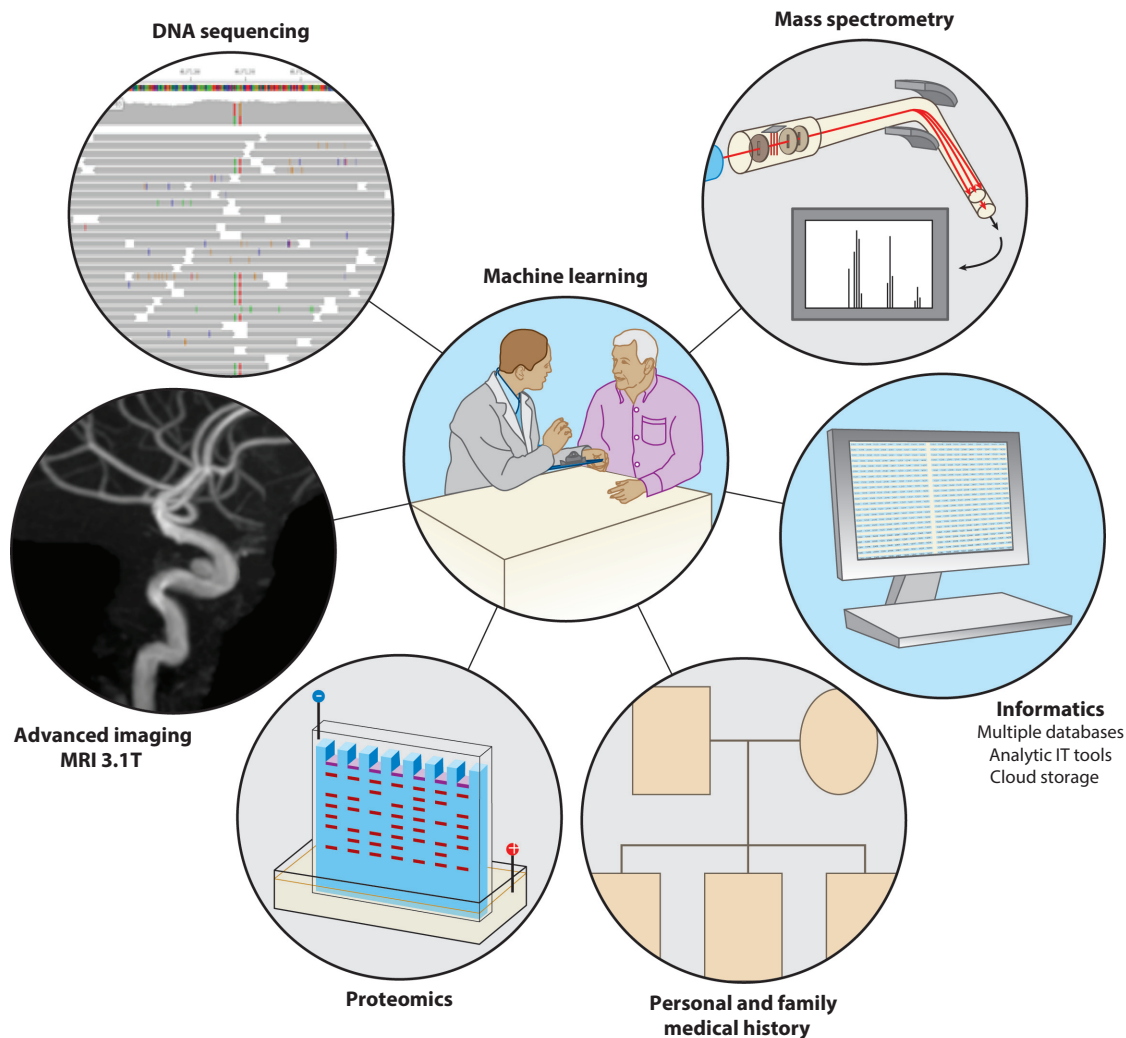 DNA sequencing
Mass spectrometry
Machine learning
Advanced imaging
MRI 3.1T
Informatics
Multiple databases
Analytic IT tools
Cloud storage
Proteomics
Personal and family
medical history